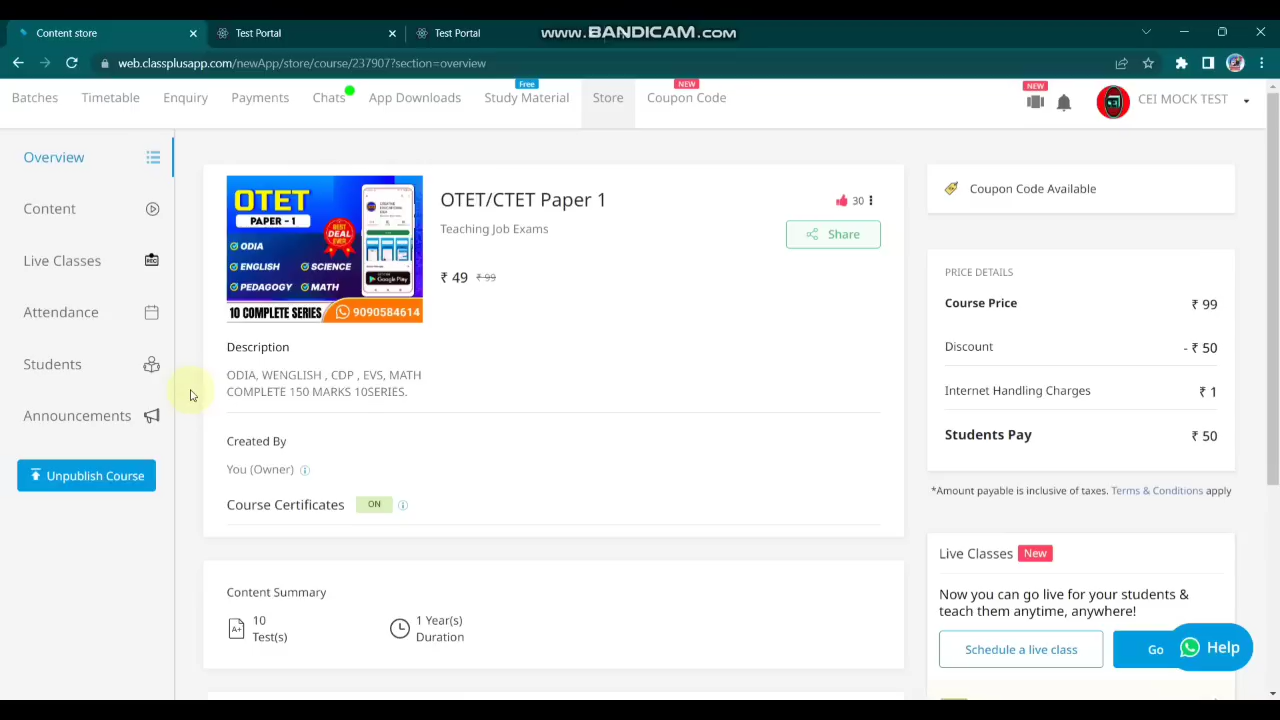 www.BANDICAM.com
Content store
Test Portal
Test Portal
web.classplusapp.com/newApp/store/course/237907?section=overview
Free
NEW
NEW
Batches
Timetable
Enquiry
Payments
Chats
App Downloads
Study Material
Store
Coupon Code
CEI MOCK TEST
Overview
Content
Live Classes
REC
Attendance
Students
Announcements
Unpublish Course
OTET
PAPER - 1
ODIA
ENGLISH
SCIENCE
PEDAGOGY
MATH
BEST DEAL EVER
Google Play
10 COMPLETE SERIES
9090584614
OTET/CTET Paper 1
30
Teaching Job Exams
Share
₹ 49 ₹ 99
Description
ODIA, WENGLISH , CDP , EVS, MATH
COMPLETE 150 MARKS 10SERIES.
Created By
You (Owner)
Course Certificates ON
Content Summary
A+
10
Test(s)
1 Year(s)
Duration
Coupon Code Available
PRICE DETAILS
Course Price ₹ 99
Discount - ₹ 50
Internet Handling Charges ₹ 1
Students Pay ₹ 50
*Amount payable is inclusive of taxes. Terms & Conditions apply
Live Classes New
Now you can go live for your students &
teach them anytime, anywhere!
Schedule a live class
Go
Help